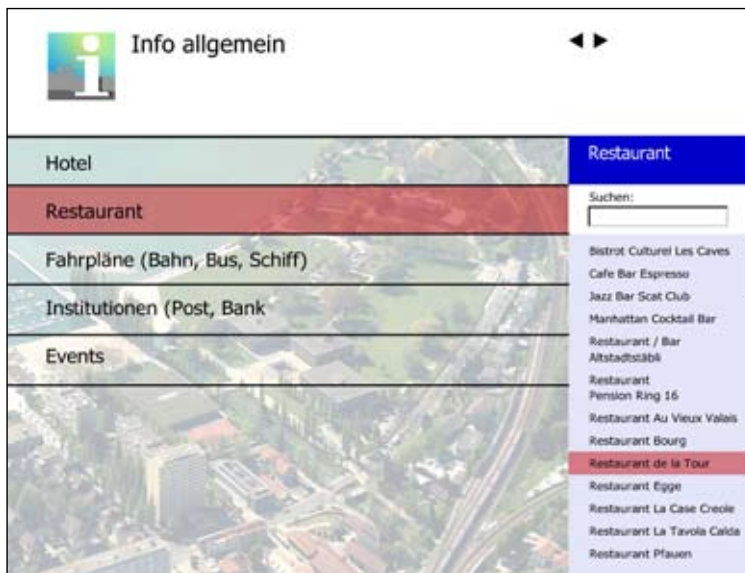 Info allgemein
Hotel
Restaurant
Fahrpläne (Bahn, Bus, Schiff)
Institutionen (Post, Bank
Events
Restaurant
Suchen:
Bistrot Culturel Les Caves
Cafe Bar Espresso
Jazz Bar Scat Club
Manhattan Cocktail Bar
Restaurant / Bar
Altstadtstäbli
Restaurant
Pension Ring 16
Restaurant Au Vieux Valais
Restaurant Bourg
Restaurant de la Tour
Restaurant Egge
Restaurant La Case Creole
Restaurant La Tavola Calda
Restaurant Pfauen